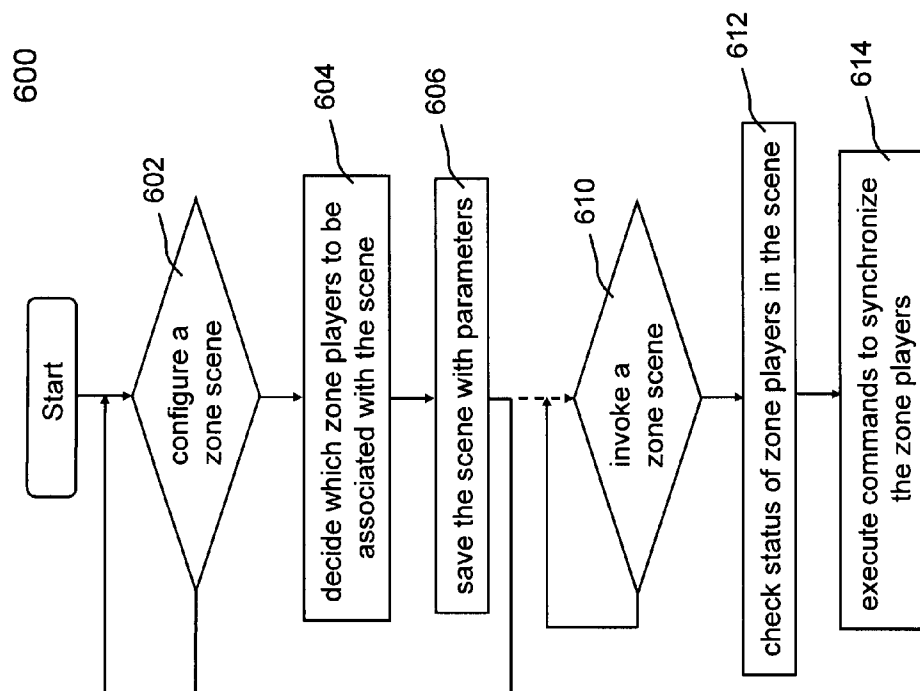 600
Start
602
configure a
zone scene
604
decide which zone players to be
associated with the scene
606
save the scene with parameters
610
invoke a
zone scene
612
check status of zone players in the scene
614
execute commands to synchronize
the zone players